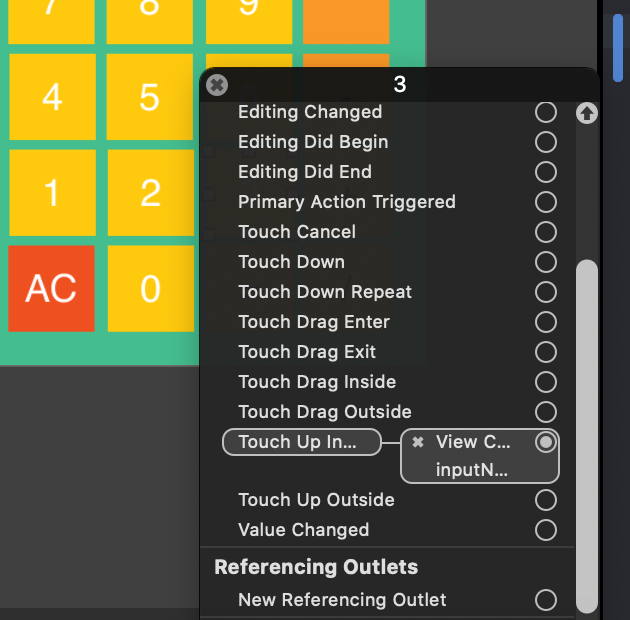 7 8 9
4 5
1 2
AC 0
3
Editing Changed
Editing Did Begin
Editing Did End
Primary Action Triggered
Touch Cancel
Touch Down
Touch Down Repeat
Touch Drag Enter
Touch Drag Exit
Touch Drag Inside
Touch Drag Outside
Touch Up In... View C...
inputN...
Touch Up Outside
Value Changed
Referencing Outlets
New Referencing Outlet